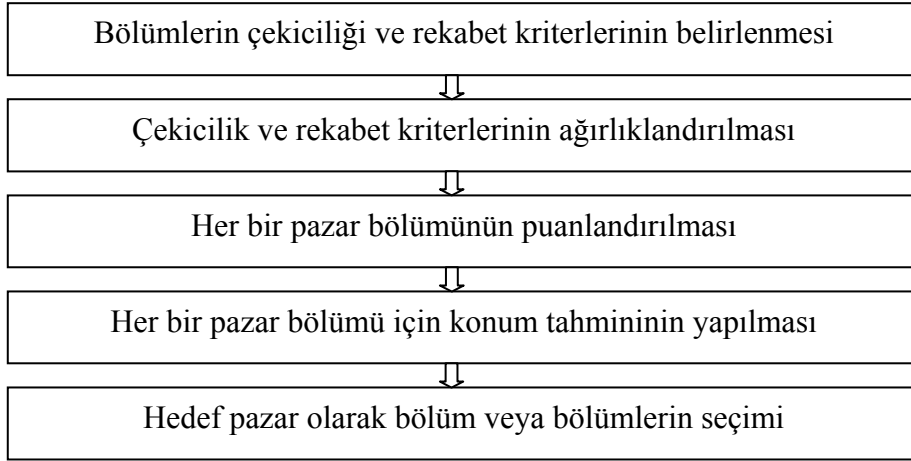 Bölümlerin çekiciliği ve rekabet kriterlerinin belirlenmesi
Çekicilik ve rekabet kriterlerinin ağırlıklandırılması
Her bir pazar bölümünün puanlandırılması
Her bir pazar bölümü için konum tahmininin yapılması
Hedef pazar olarak bölüm veya bölümlerin seçimi